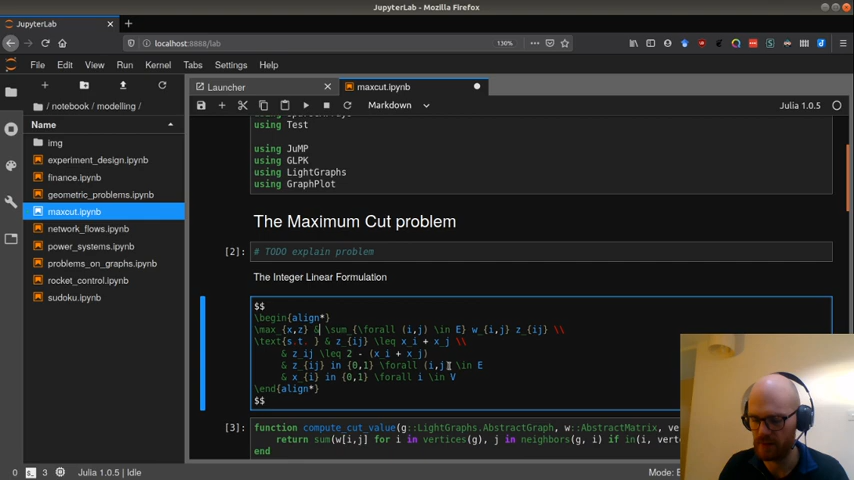 JupyterLab - Mozilla Firefox
JupyterLab
localhost:8888/lab
130%
File Edit View Run Kernel Tabs Settings Help
Launcher
maxcut.ipynb
/ notebook / modelling /
Markdown
Julia 1.0.5
Name
img
experiment_design.ipynb
finance.ipynb
geometric_problems.ipynb
maxcut.ipynb
network_flows.ipynb
power_systems.ipynb
problems_on_graphs.ipynb
rocket_control.ipynb
sudoku.ipynb
using Test
using JuMP
using GLPK
using LightGraphs
using GraphPlot
The Maximum Cut problem
[2]: # TODO explain problem
The Integer Linear Formulation
$$
\begin{align*}
\max_{x,z} & \sum_{\forall (i,j) \in E} w_{i,j} z_{ij} \\
\text{s.t. } & z_{ij} \leq x_i + x_j \\
& z_ij \leq 2 - (x_i + x_j)
& z_{ij} in {0,1} \forall (i,j) \in E
& x_{i} in {0,1} \forall i \in V
\end{align*}
$$
[3]: function compute_cut_value(g::LightGraphs.AbstractGraph, w::AbstractMatrix,
return sum(w[i,j] for i in vertices(g), j in neighbors(g, i) if in(i,
end
0 3 Julia 1.0.5 | Idle
Mode: